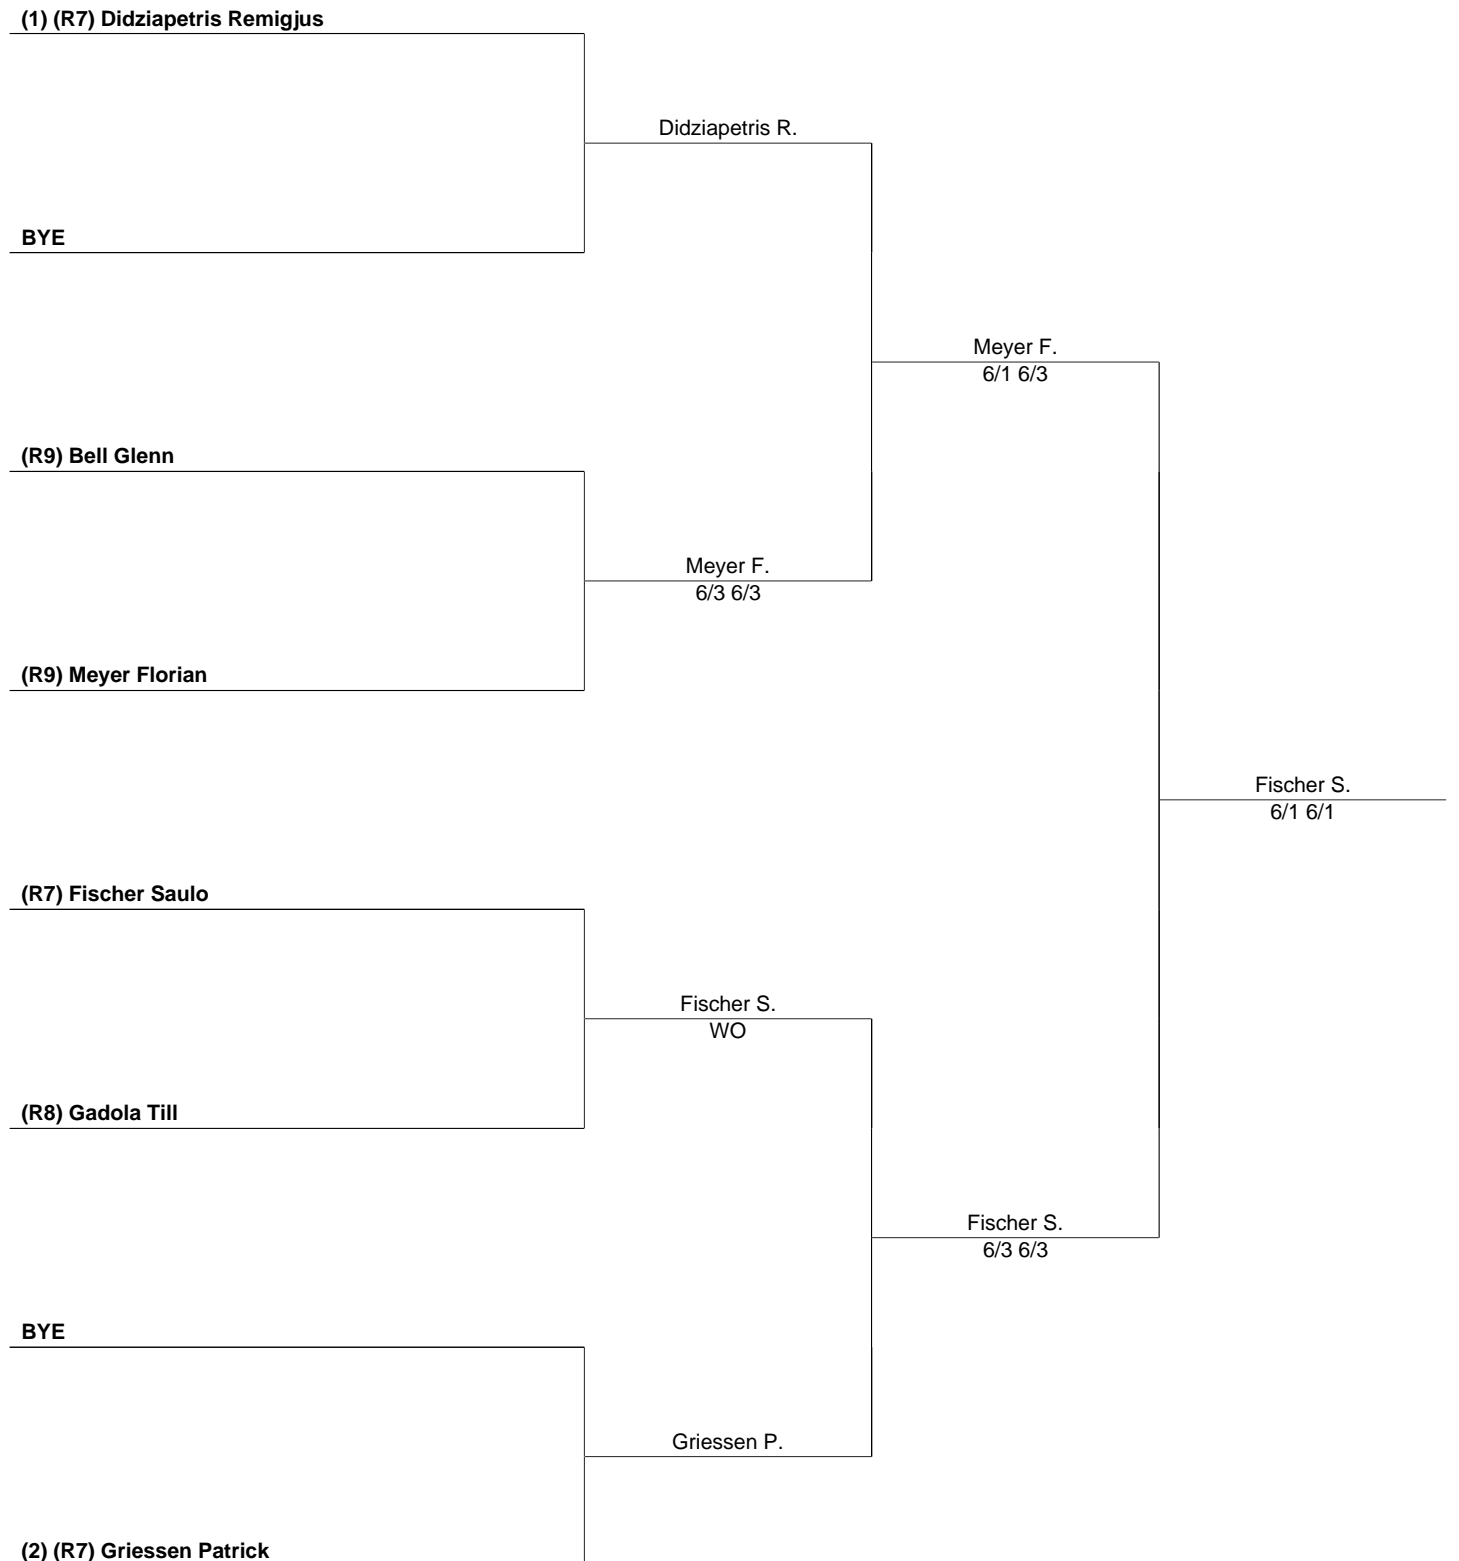 (1) (R7) Didziapetris Remigjus
Didziapetris R.
BYE
Meyer F.
6/1 6/3
(R9) Bell Glenn
Meyer F.
6/3 6/3
(R9) Meyer Florian
Fischer S.
6/1 6/1
(R7) Fischer Saulo
Fischer S.
WO
(R8) Gadola Till
Fischer S.
6/3 6/3
BYE
Griessen P.
(2) (R7) Griessen Patrick